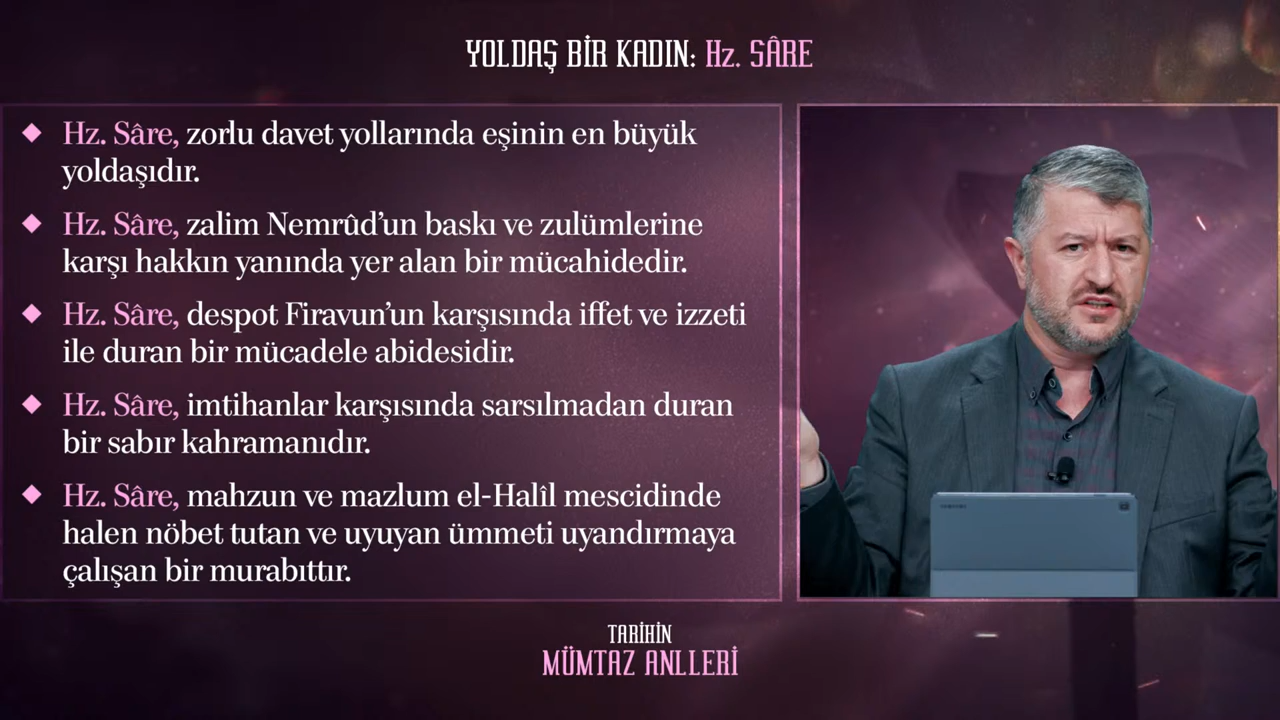 YOLDAŞ BİR KADIN: Hz. SÂRE
Hz. Sâre, zorlu davet yollarında eşinin en büyük
yoldaşıdır.
Hz. Sâre, zalim Nemrûd’un baskı ve zulümlerine
karşı hakkın yanında yer alan bir mücahidedir.
Hz. Sâre, despot Firavun’un karşısında iffet ve izzeti
ile duran bir mücadele abidesidir.
Hz. Sâre, imtihanlar karşısında sarsılmadan duran
bir sabır kahramanıdır.
Hz. Sâre, mahzun ve mazlum el-Halîl mescidinde
halen nöbet tutan ve uyuyan ümmeti uyandırmaya
çalışan bir murabıttır.
TARİHİN
MÜMTAZ ANLLERİ